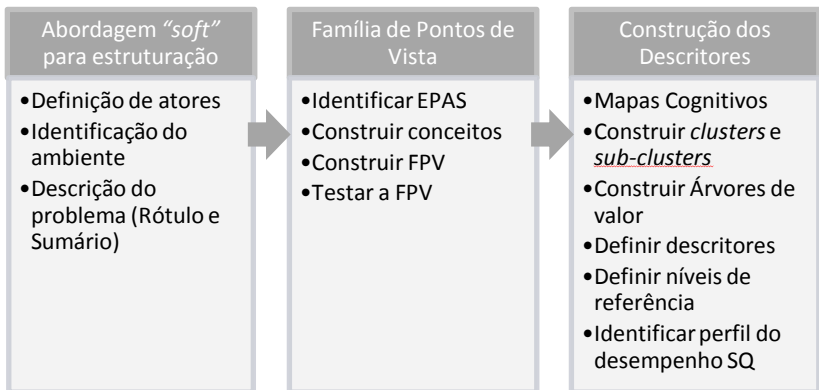 Abordagem "soft"
para estruturação
•Definição de atores
•Identificação do
ambiente
•Descrição do
problema (Rótulo e
Sumário)
Família de Pontos de
Vista
•Identificar EPAS
•Construir conceitos
•Construir FPV
•Testar a FPV
Construção dos
Descritores
•Mapas Cognitivos
•Construir clusters e
sub-clusters
•Construir Árvores de
valor
•Definir descritores
•Definir níveis de
referência
•Identificar perfil do
desempenho SQ